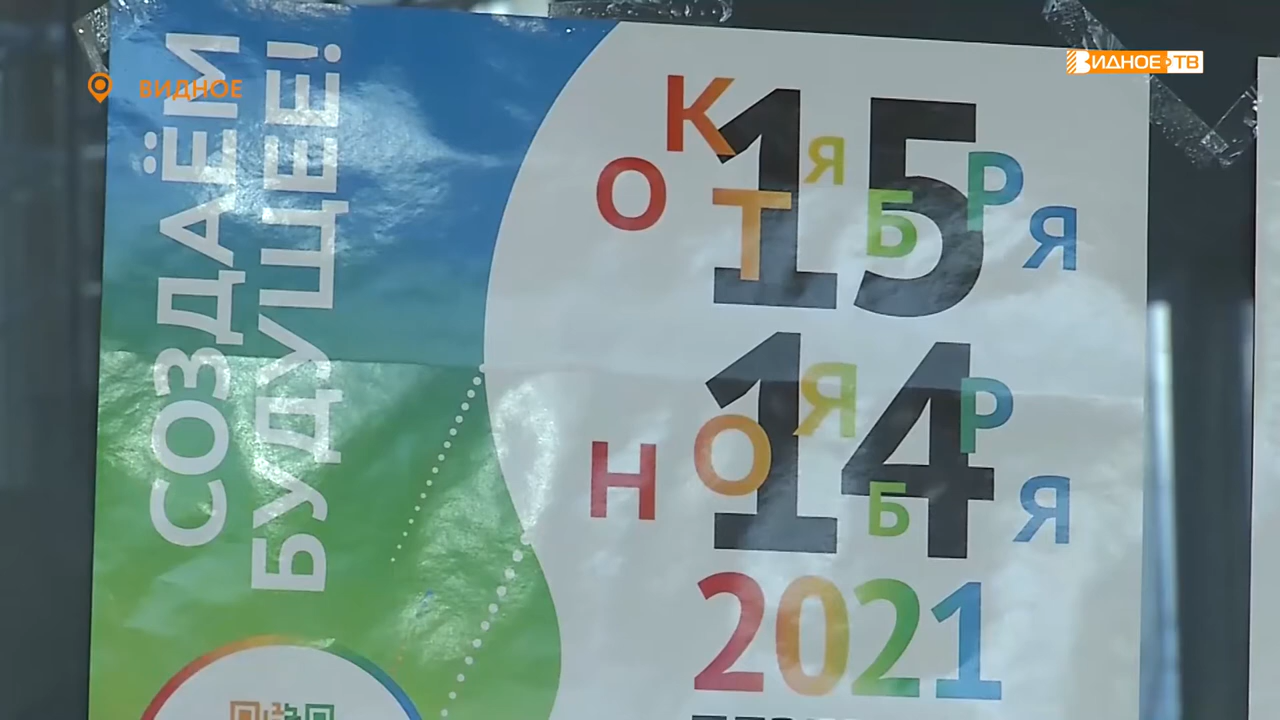 ВИДНОЕ
ВИДНОЕ ТВ
СОЗДАЁМ
БУДУЩЕЕ!
15
ОКТЯБРЯ
14
НОЯБРЯ
2021